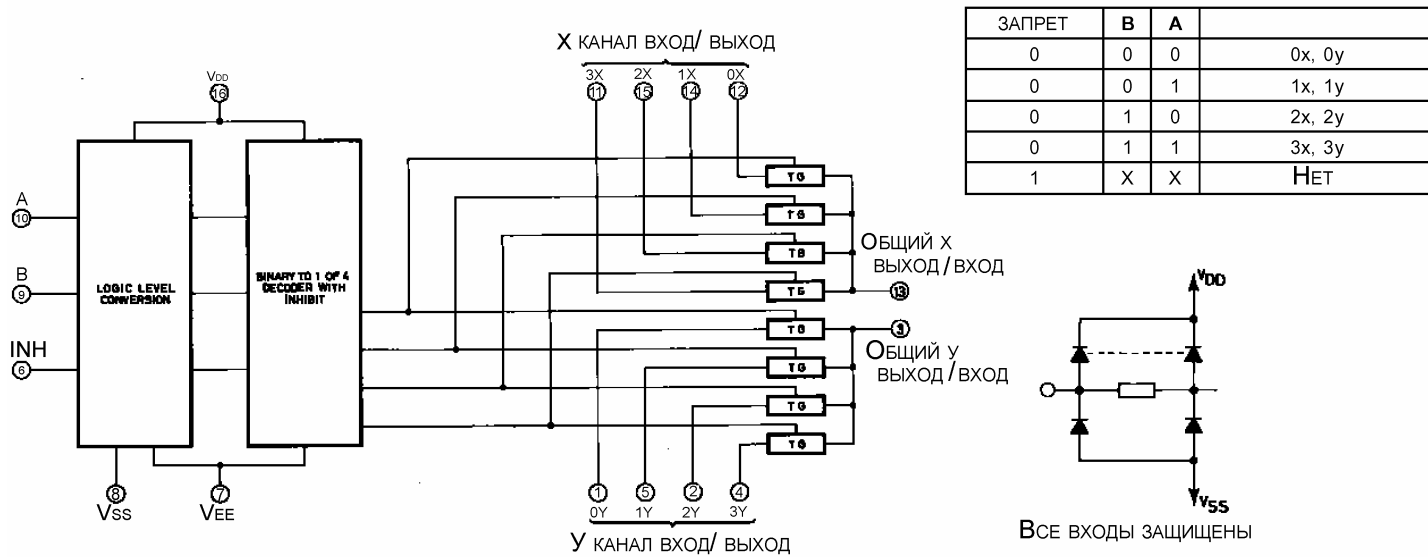 X КАНАЛ ВХОД/ ВЫХОД
3X 2X 1X 0X
11 15 14 12
VDD
16
A
10
B
9
INH
6
LOGIC LEVEL
CONVERSION
BINARY TO 1 OF 4
DECODER WITH
INHIBIT
TG
TG
TG
TG
TG
TG
TG
TG
ОБЩИЙ X
ВЫХОД/ВХОД
13
3
ОБЩИЙ У
ВЫХОД/ВХОД
8
VSS
7
VEE
1 5 2 4
0Y 1Y 2Y 3Y
У КАНАЛ ВХОД/ ВЫХОД
ЗАПРЕТ B A
0 0 0 0x, 0y
0 0 1 1x, 1y
0 1 0 2x, 2y
0 1 1 3x, 3y
1 X X НЕТ
VDD
VSS
ВСЕ ВХОДЫ ЗАЩИЩЕНЫ